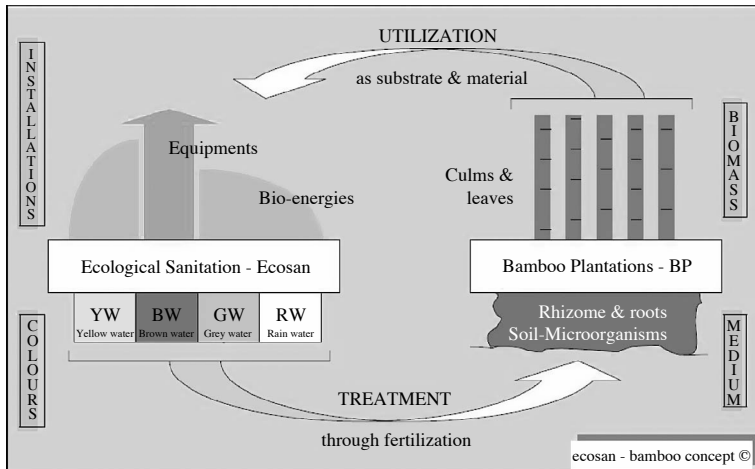 UTILIZATION
as substrate & material
INSTALLATIONS
BIOMASS
Equipments
Bio-energies
Culms &
leaves
Ecological Sanitation - Ecosan
Bamboo Plantations - BP
YW
Yellow water
BW
Brown water
GW
Grey water
RW
Rain water
Rhizome & roots
Soil-Microorganisms
COLOURS
MEDIUM
TREATMENT
through fertilization
ecosan - bamboo concept ©